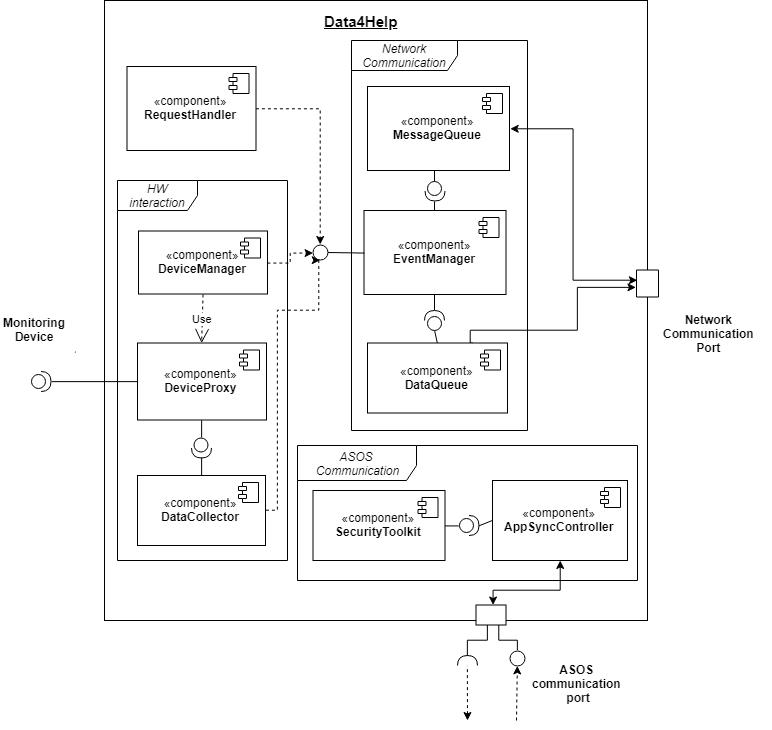 Data4Help
Network
Communication
«component»
RequestHandler
«component»
MessageQueue
HW
interaction
«component»
DeviceManager
«component»
EventManager
Use
Monitoring
Device
Network
Communication
Port
«component»
DeviceProxy
«component»
DataQueue
ASOS
Communication
«component»
DataCollector
«component»
SecurityToolkit
«component»
AppSyncController
ASOS
communication
port